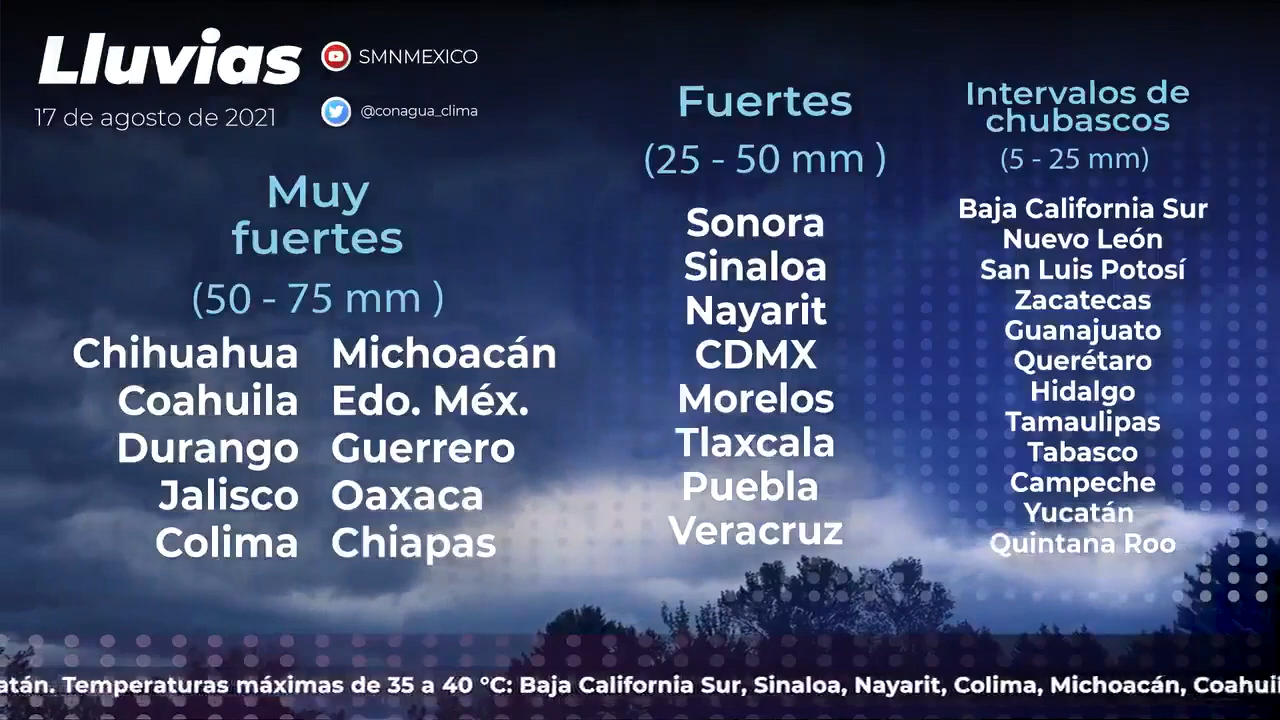 Lluvias
17 de agosto de 2021
SMNMEXICO
@conagua_clima
Muy
fuertes
(50 - 75 mm )
Chihuahua
Coahuila
Durango
Jalisco
Colima
Michoacán
Edo. Méx.
Guerrero
Oaxaca
Chiapas
Fuertes
(25 - 50 mm )
Sonora
Sinaloa
Nayarit
CDMX
Morelos
Tlaxcala
Puebla
Veracruz
Intervalos de
chubascos
(5 - 25 mm)
Baja California Sur
Nuevo León
San Luis Potosí
Zacatecas
Guanajuato
Querétaro
Hidalgo
Tamaulipas
Tabasco
Campeche
Yucatán
Quintana Roo
atán. Temperaturas máximas de 35 a 40 °C: Baja California Sur, Sinaloa, Nayarit, Colima, Michoacán, Coahui